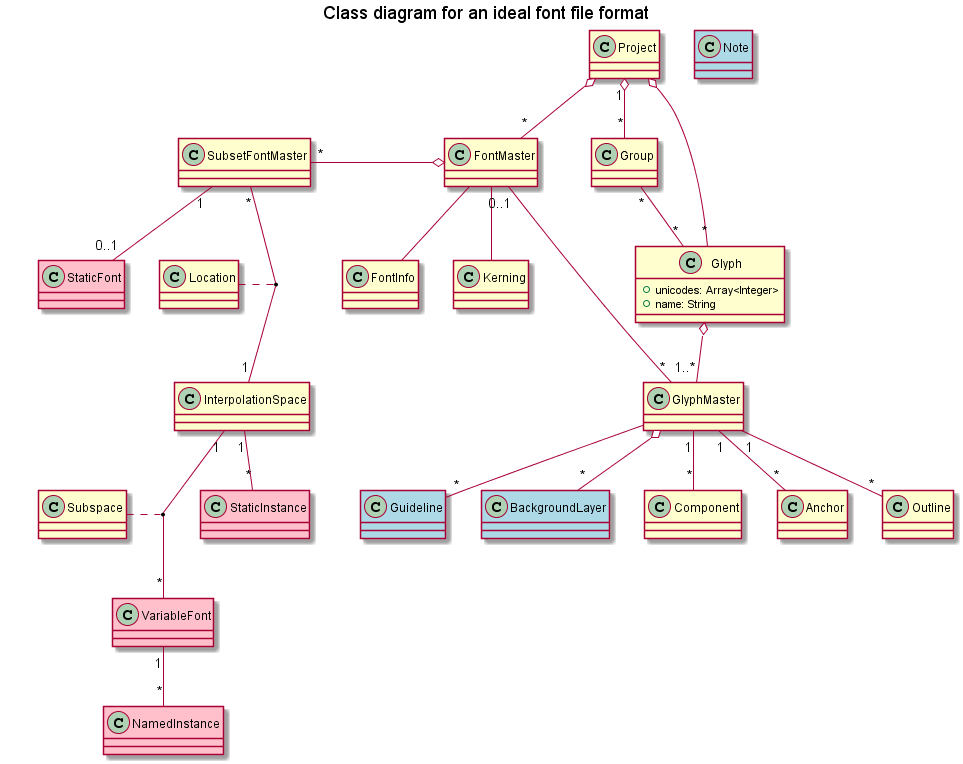 Class diagram for an ideal font file format
C Project
C Note
1
*
*
C SubsetFontMaster
*
C FontMaster
C Group
1
*
0..1
*
*
*
0..1
C StaticFont
C Location
C FontInfo
C Kerning
C Glyph
unicodes: Array<Integer>
name: String
1
*
1..*
C InterpolationSpace
C GlyphMaster
1
1
1
1
1
*
*
*
*
*
*
C Subspace
C StaticInstance
C Guideline
C BackgroundLayer
C Component
C Anchor
C Outline
*
C VariableFont
1
*
C NamedInstance